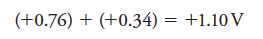 (+0.76) + (+0.34) = +1.10 V